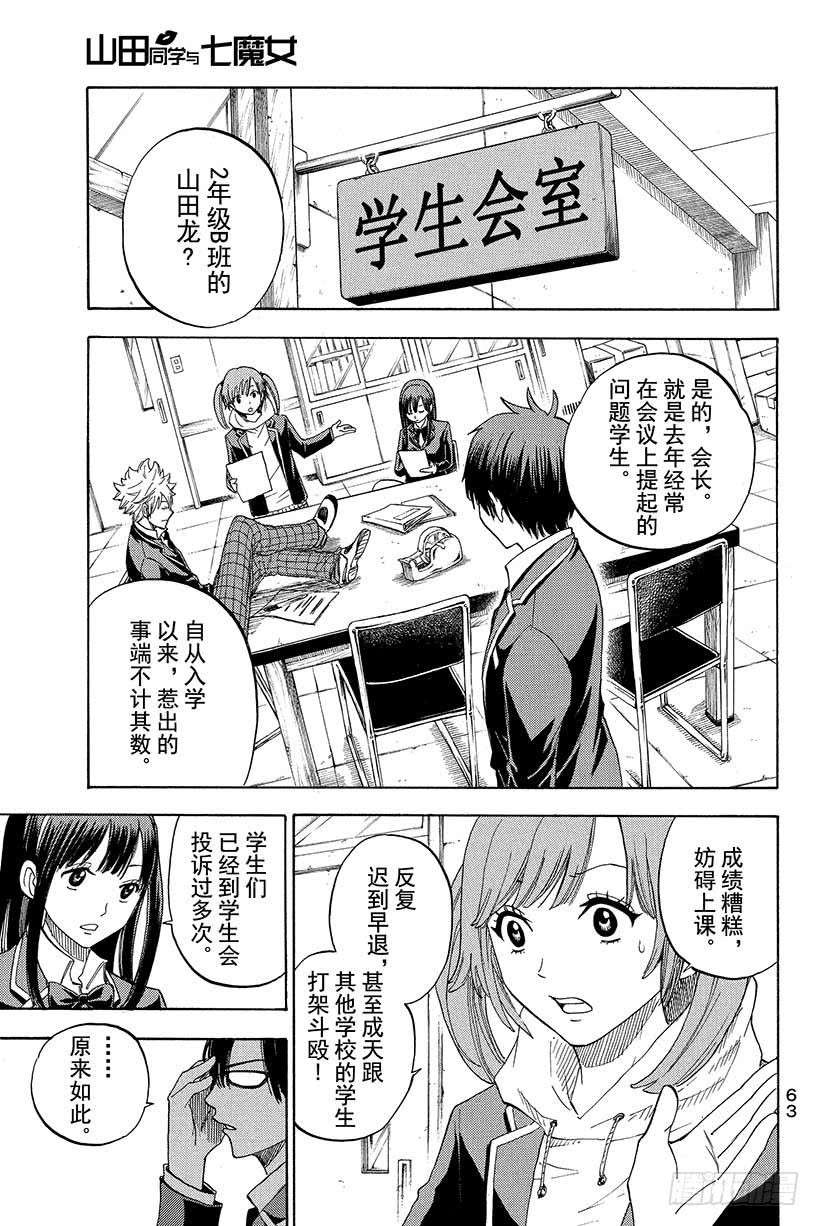 山田同学与七魔女
学生会室
2年级B班的
山田龙？
是的，会长。
就是去年经常
在会议上提起的
问题学生。
自从入学
以来，惹出的
事端不计其数。
成绩糟糕，
妨碍上课。
反复
迟到早退，甚至成天跟
其他学校的学生
打架斗殴！
学生们
已经到学生会
投诉过多次。
……
原来如此。
63
腾讯动漫